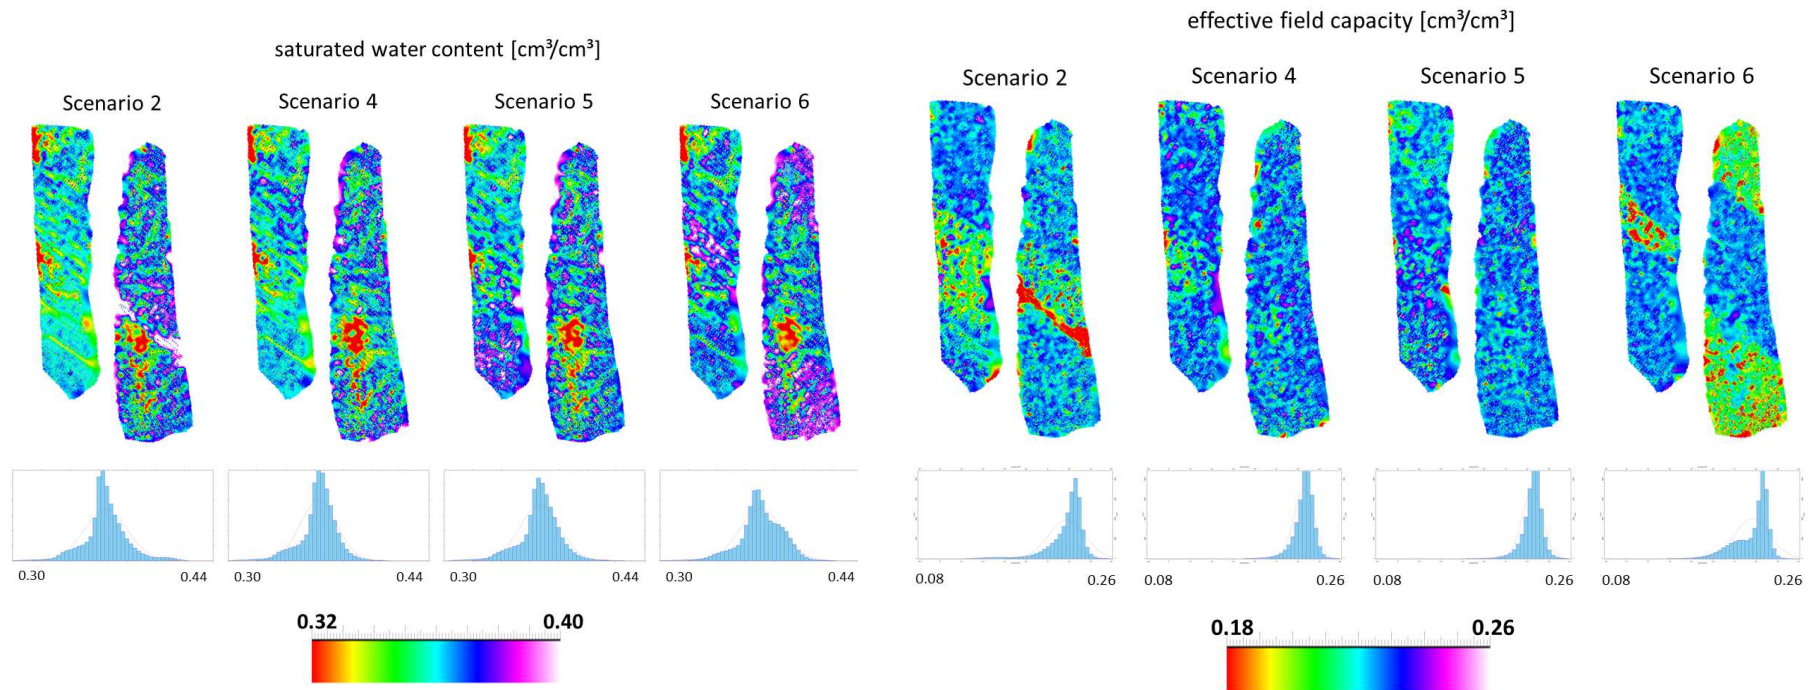 saturated water content [cm³/cm³]
Scenario 2
Scenario 4
Scenario 5
Scenario 6
0.30
0.44
0.30
0.44
0.30
0.44
0.30
0.44
0.32
0.40
effective field capacity [cm³/cm³]
Scenario 2
Scenario 4
Scenario 5
Scenario 6
0.08
0.26
0.08
0.26
0.08
0.26
0.08
0.26
0.18
0.26